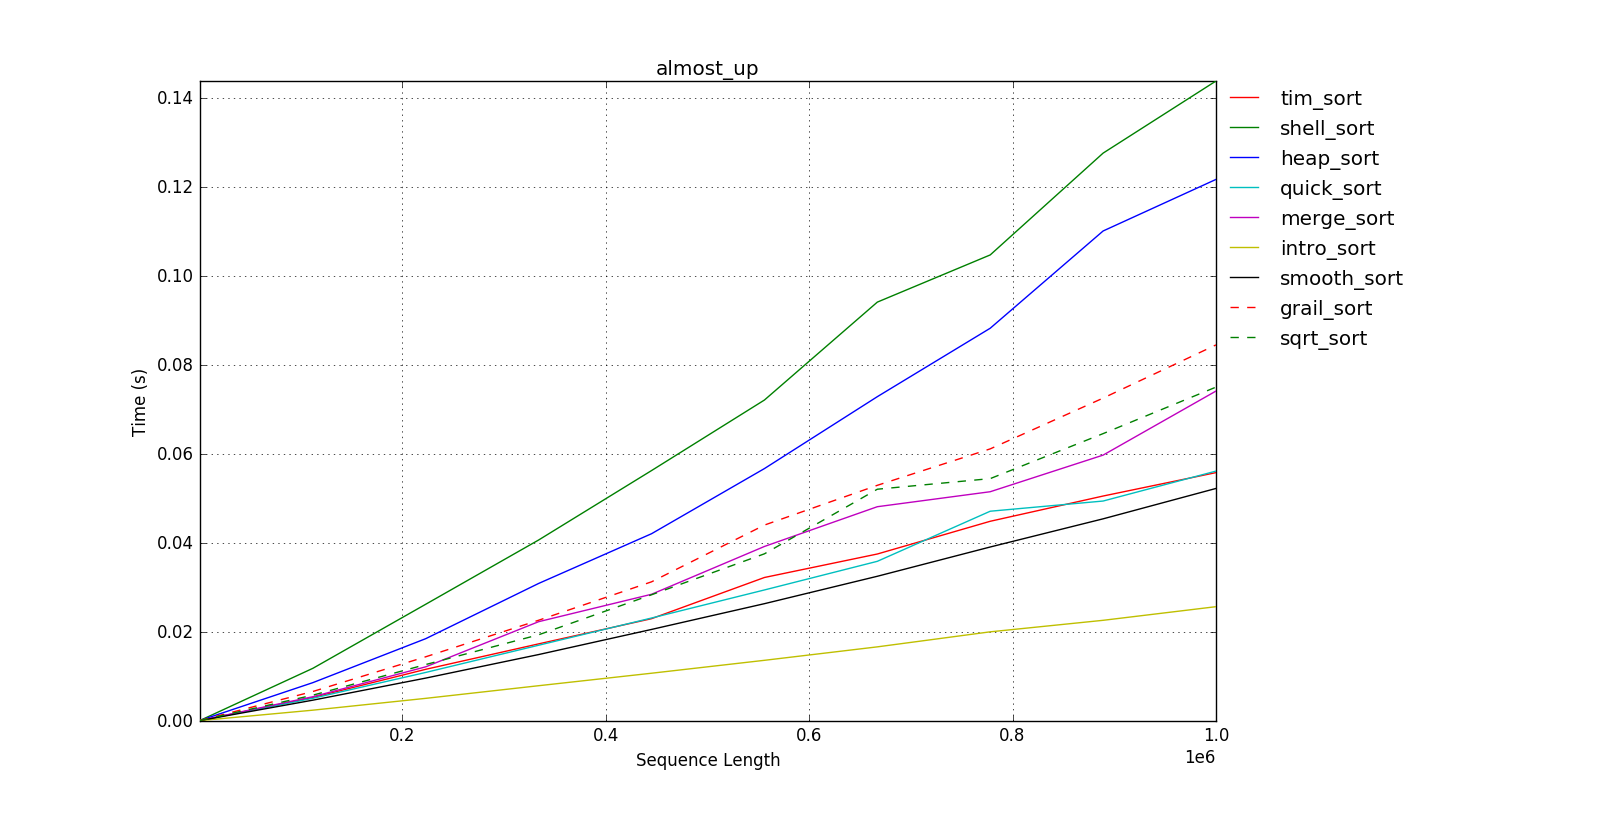 almost_up
0.14
0.12
0.10
0.08
0.06
0.04
0.02
0.00
Time (s)
0.2 0.4 0.6 0.8 1.0
1e6
Sequence Length
tim_sort
shell_sort
heap_sort
quick_sort
merge_sort
intro_sort
smooth_sort
grail_sort
sqrt_sort